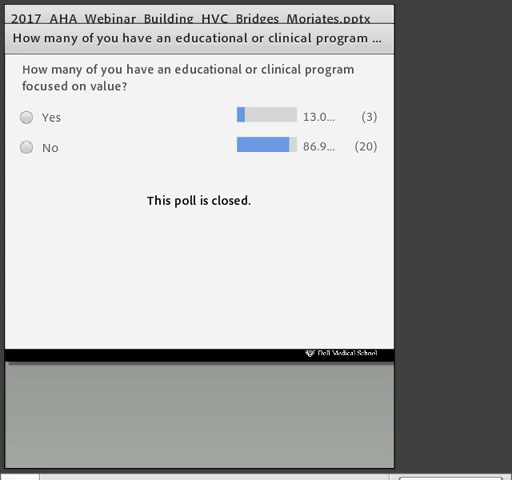 2017_AHA_Webinar_Building_HVC_Bridges_Moriates.pptx
How many of you have an educational or clinical program ...
How many of you have an educational or clinical program
focused on value?
Yes 13.0... (3)
No 86.9... (20)
This poll is closed.
Dell Medical School